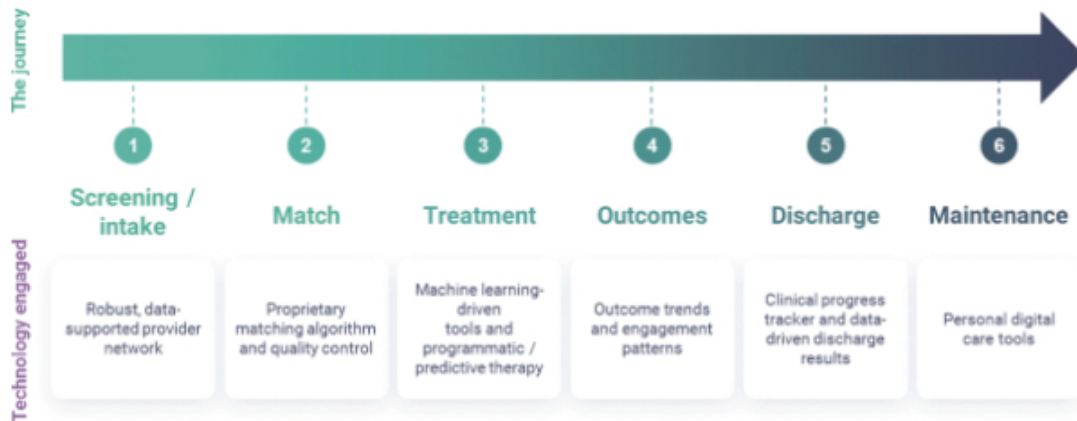 The journey
1
2
3
4
5
6
Screening /
intake
Match
Treatment
Outcomes
Discharge
Maintenance
Technology engaged
Robust, data-
supported provider
network
Proprietary
matching algorithm
and quality control
Machine learning-
driven
tools and
programmatic /
predictive therapy
Outcome trends
and engagement
patterns
Clinical progress
tracker and data-
driven discharge
results
Personal digital
care tools